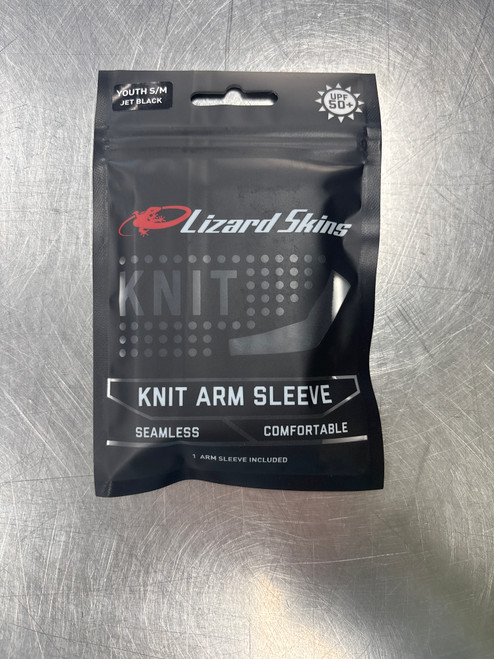 YOUTH S/M
JET BLACK
UPF
50+
Lizard Skins
KNIT
KNIT ARM SLEEVE
SEAMLESS COMFORTABLE
1 ARM SLEEVE INCLUDED